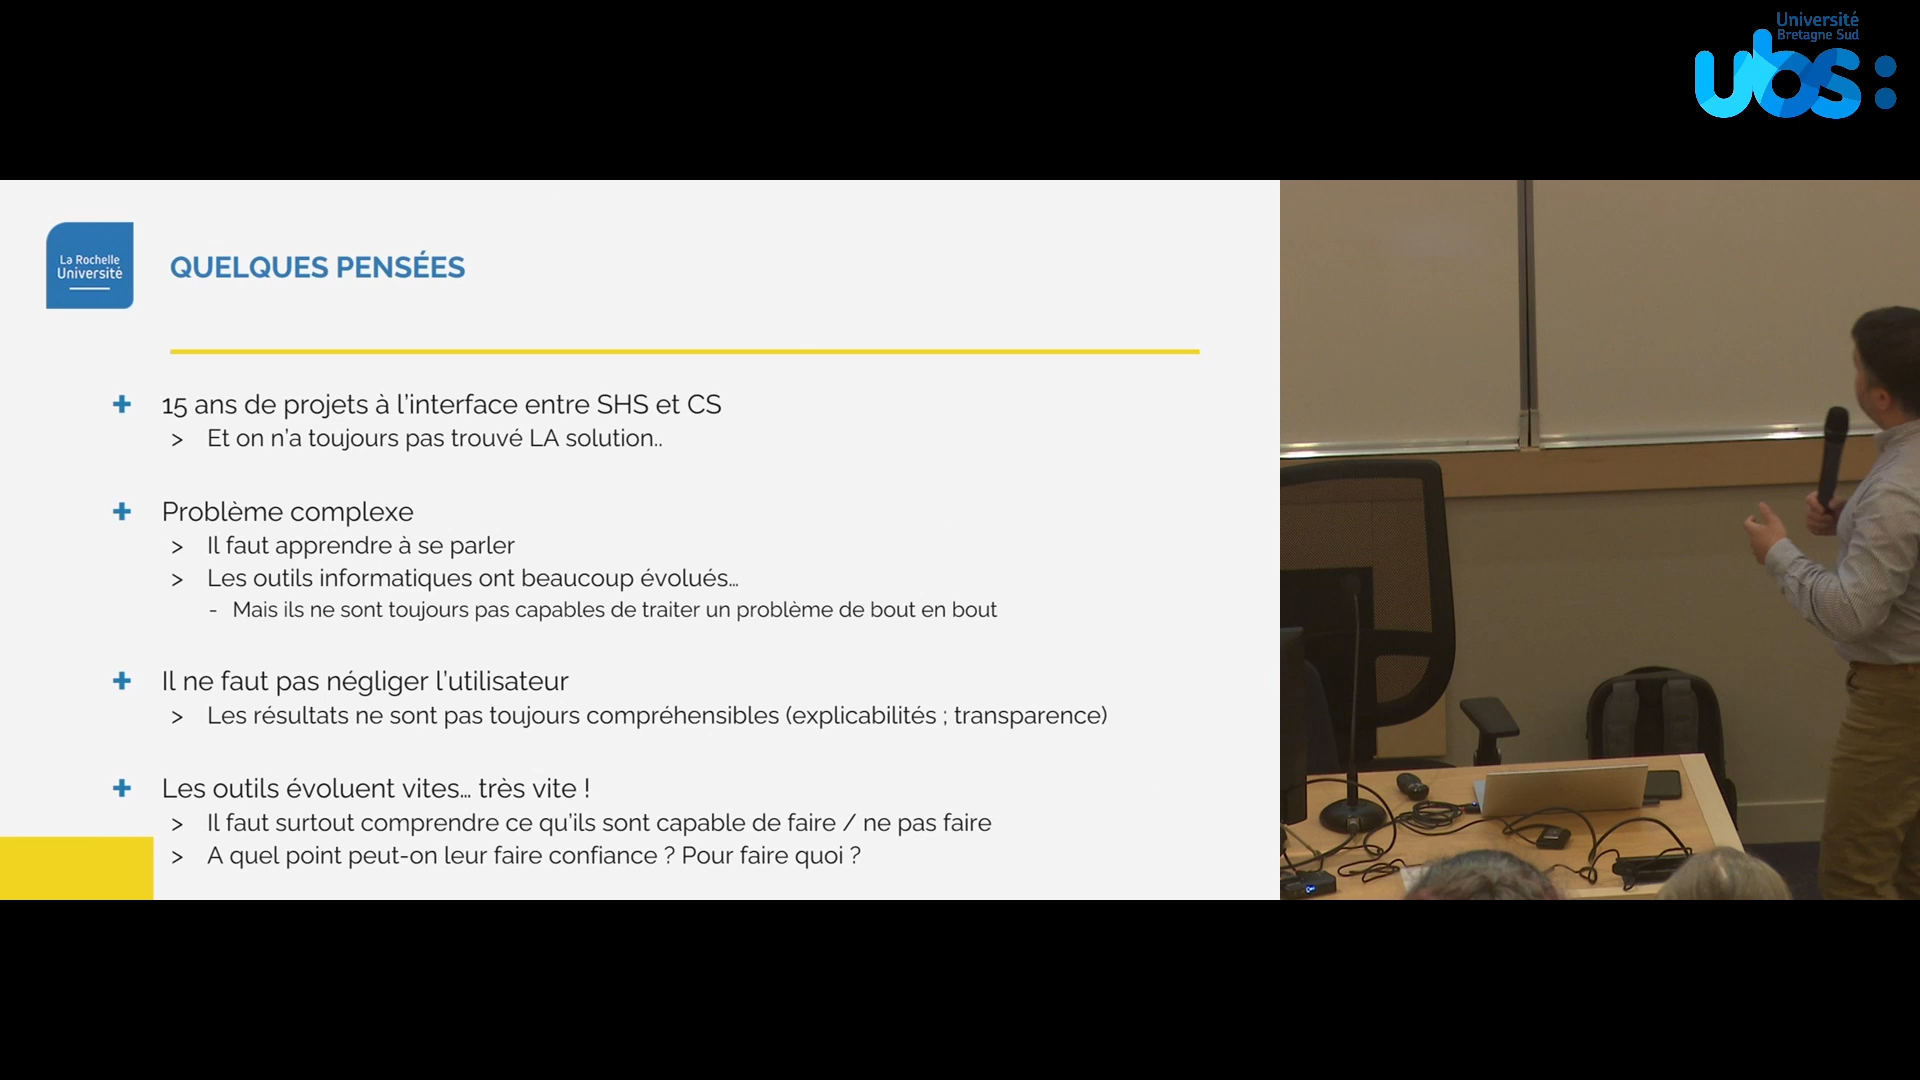 Université
Bretagne Sud
ubs:
La Rochelle
Université
QUELQUES PENSÉES
+ 15 ans de projets à l'interface entre SHS et CS
> Et on n'a toujours pas trouvé LA solution..
+ Problème complexe
> Il faut apprendre à se parler
> Les outils informatiques ont beaucoup évolués...
- Mais ils ne sont toujours pas capables de traiter un problème de bout en bout
+ Il ne faut pas négliger l'utilisateur
> Les résultats ne sont pas toujours compréhensibles (explicabilités ; transparence)
+ Les outils évoluent vites... très vite !
> Il faut surtout comprendre ce qu'ils sont capable de faire / ne pas faire
> A quel point peut-on leur faire confiance ? Pour faire quoi ?